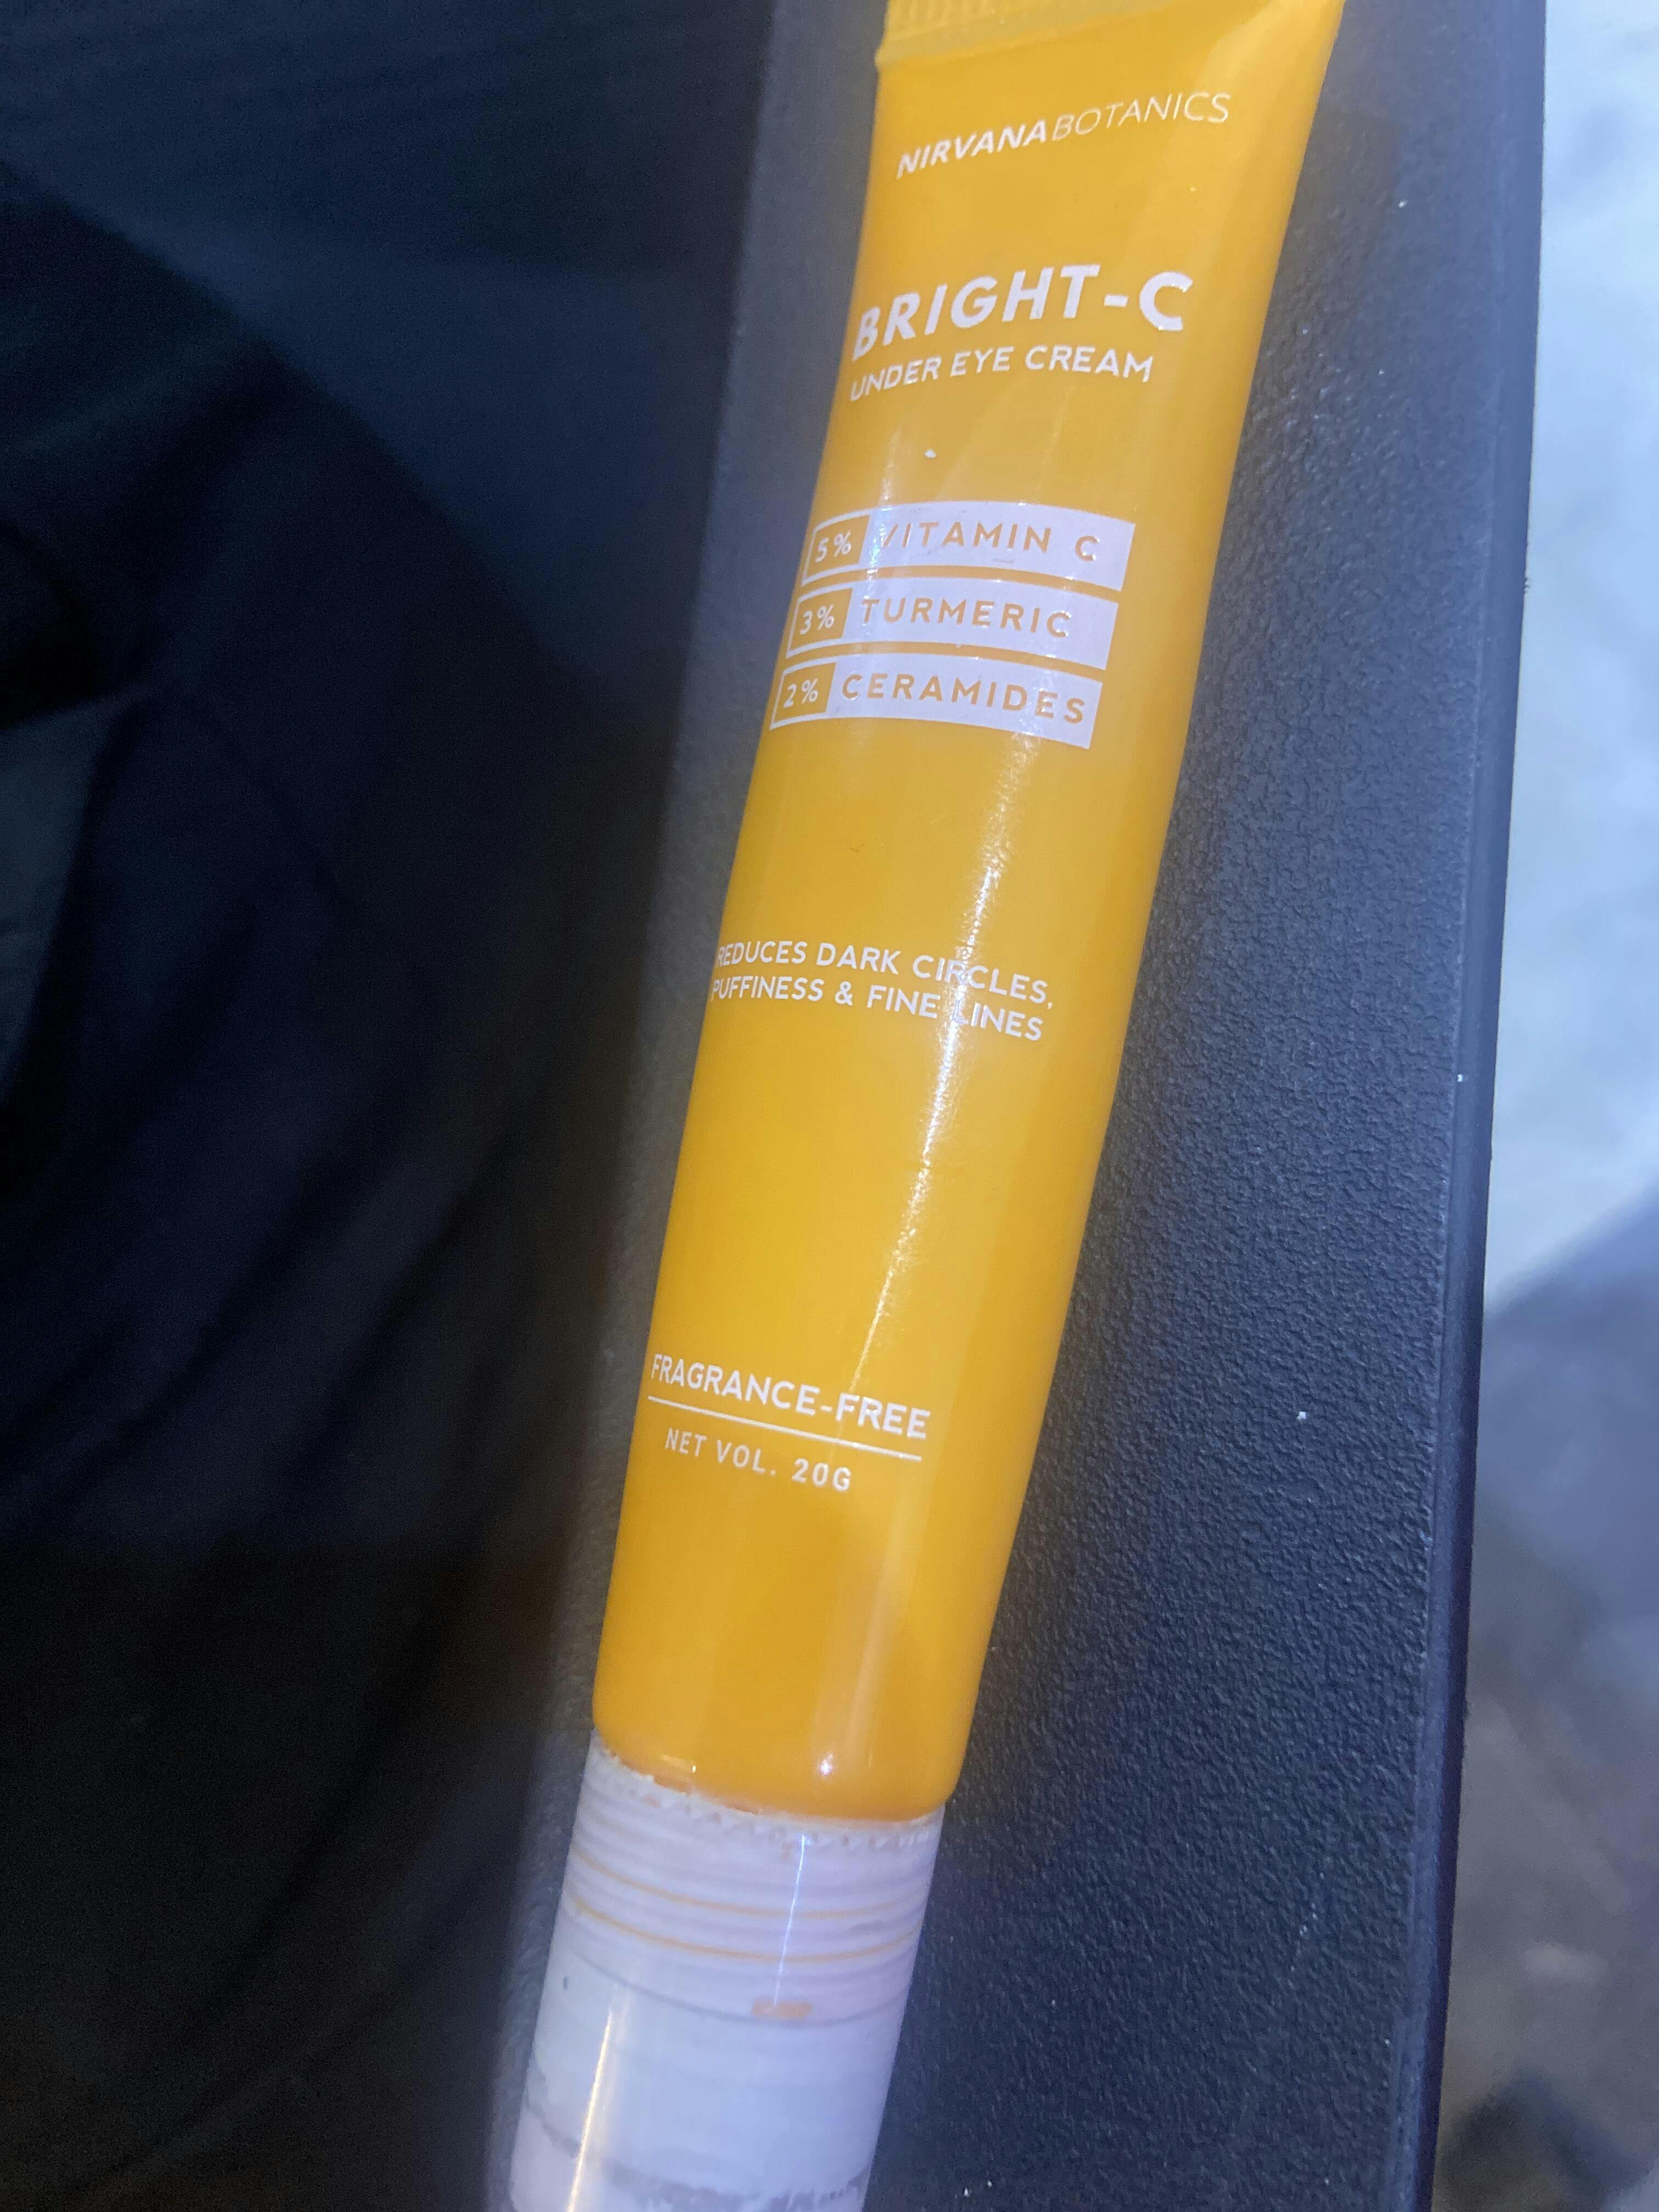 NIRVANABOTANICS
BRIGHT-C
UNDER EYE CREAM
5% VITAMIN C
3% TURMERIC
2% CERAMIDES
REDUCES DARK CIRCLES,
PUFFINESS & FINE LINES
FRAGRANCE-FREE
NET VOL. 20G